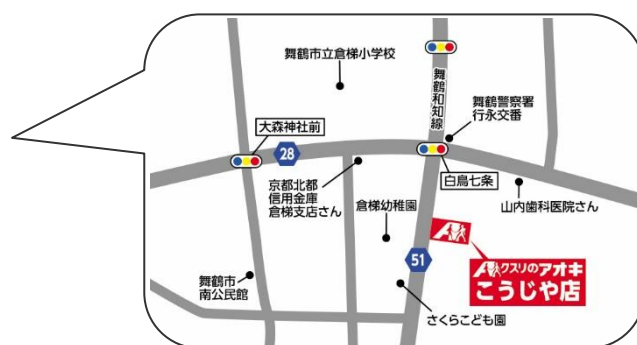 舞鶴市立倉梯小学校
舞鶴和知線
舞鶴警察署
行永交番
大森神社前
28
白鳥七条
京都北都
信用金庫
倉梯支店さん
倉梯幼稚園
山内歯科医院さん
51
クスリのアオキ
こうじや店
舞鶴市
南公民館
さくらこども園